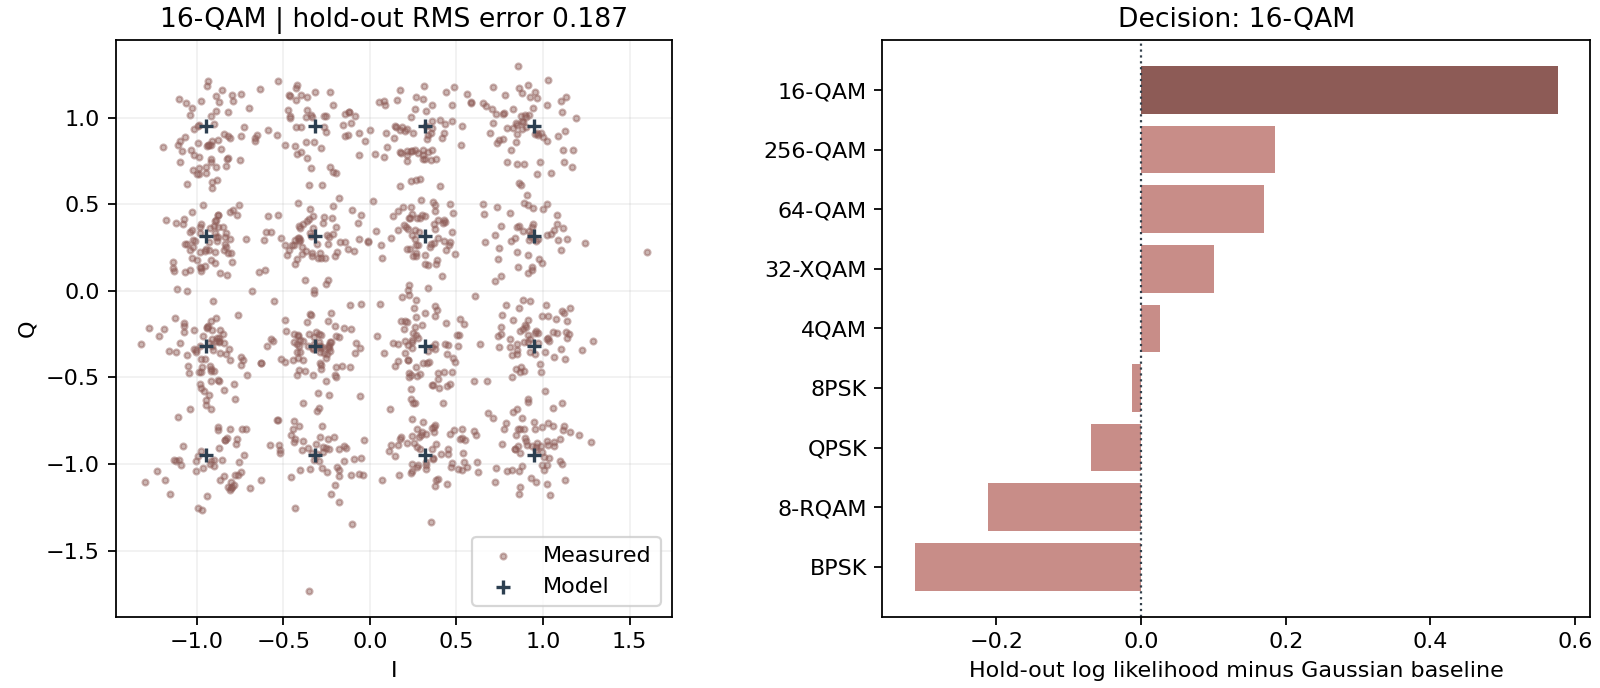 16-QAM | hold-out RMS error 0.187
1.0
0.5
0.0
−0.5
−1.0
−1.5
Q
−1.0
−0.5
0.0
0.5
1.0
1.5
I
Measured
Model
Decision: 16-QAM
16-QAM
256-QAM
64-QAM
32-XQAM
4QAM
8PSK
QPSK
8-RQAM
BPSK
−0.2
0.0
0.2
0.4
0.6
Hold-out log likelihood minus Gaussian baseline